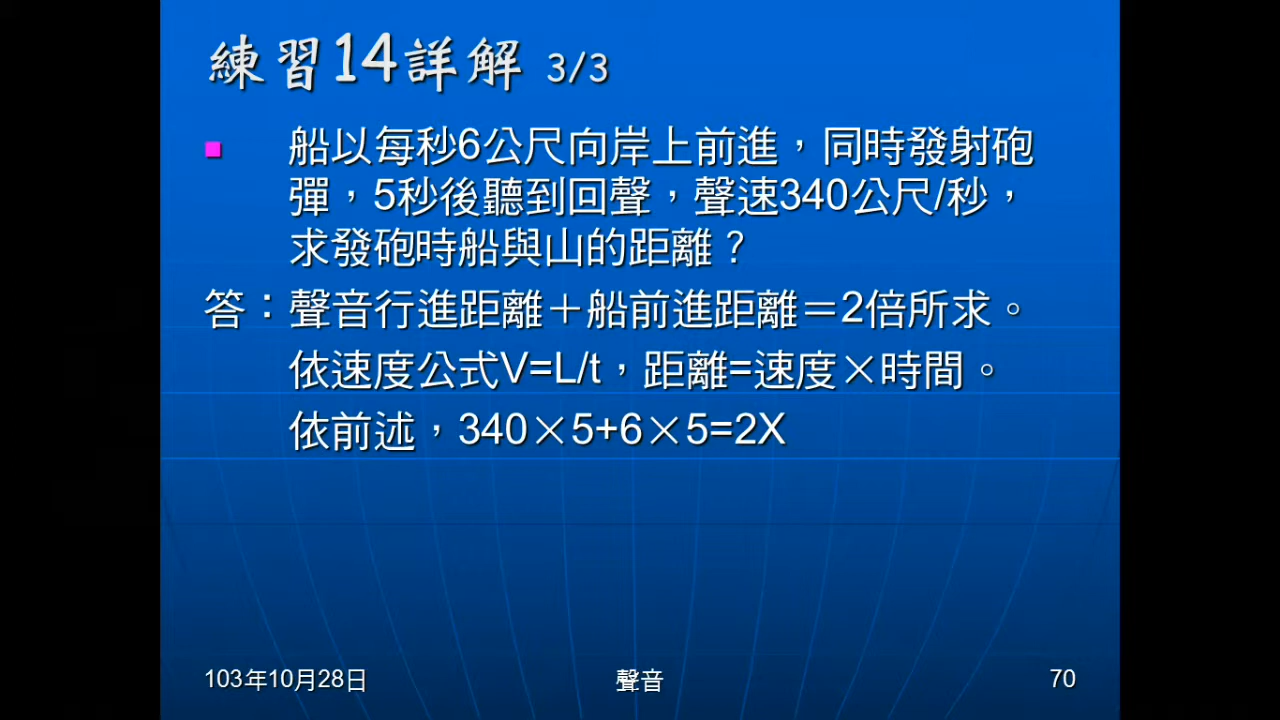 練習14詳解 3/3
船以每秒6公尺向岸上前進，同時發射砲
彈，5秒後聽到回聲，聲速340公尺/秒，
求發砲時船與山的距離？
答：聲音行進距離＋船前進距離＝2倍所求。
依速度公式V=L/t，距離=速度×時間。
依前述，340×5+6×5=2X
103年10月28日
聲音
70